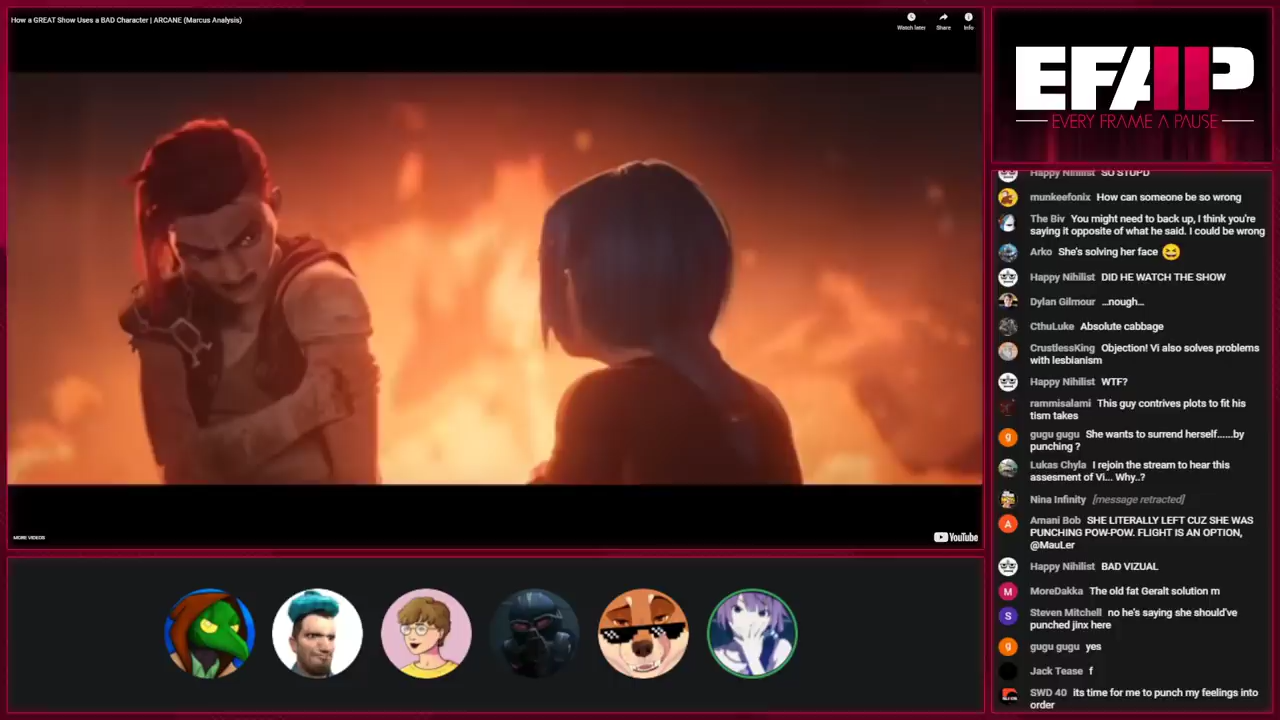 How a GREAT Show Uses a BAD Character | ARCANE (Marcus Analysis)
Watch later
Share
Info
MORE VIDEOS
YouTube
EFAP
EVERY FRAME A PAUSE
Happy Nihilist SO STUPD
munkeefonix How can someone be so wrong
The Biv You might need to back up, I think you're
saying it opposite of what he said. I could be wrong
Arko She's solving her face
Happy Nihilist DID HE WATCH THE SHOW
Dylan Gilmour ...nough...
CthuLuke Absolute cabbage
CrustlessKing Objection! Vi also solves problems
with lesbianism
Happy Nihilist WTF?
rammisalami This guy contrives plots to fit his
tism takes
gugu gugu She wants to surrend herself......by
punching ?
Lukas Chyla I rejoin the stream to hear this
assesment of Vi... Why..?
Nina Infinity [message retracted]
Amani Bob SHE LITERALLY LEFT CUZ SHE WAS
PUNCHING POW-POW. FLIGHT IS AN OPTION,
@MauLer
Happy Nihilist BAD VIZUAL
MoreDakka The old fat Geralt solution m
Steven Mitchell no he's saying she should've
punched jinx here
gugu gugu yes
Jack Tease f
SWD 40 its time for me to punch my feelings into
order